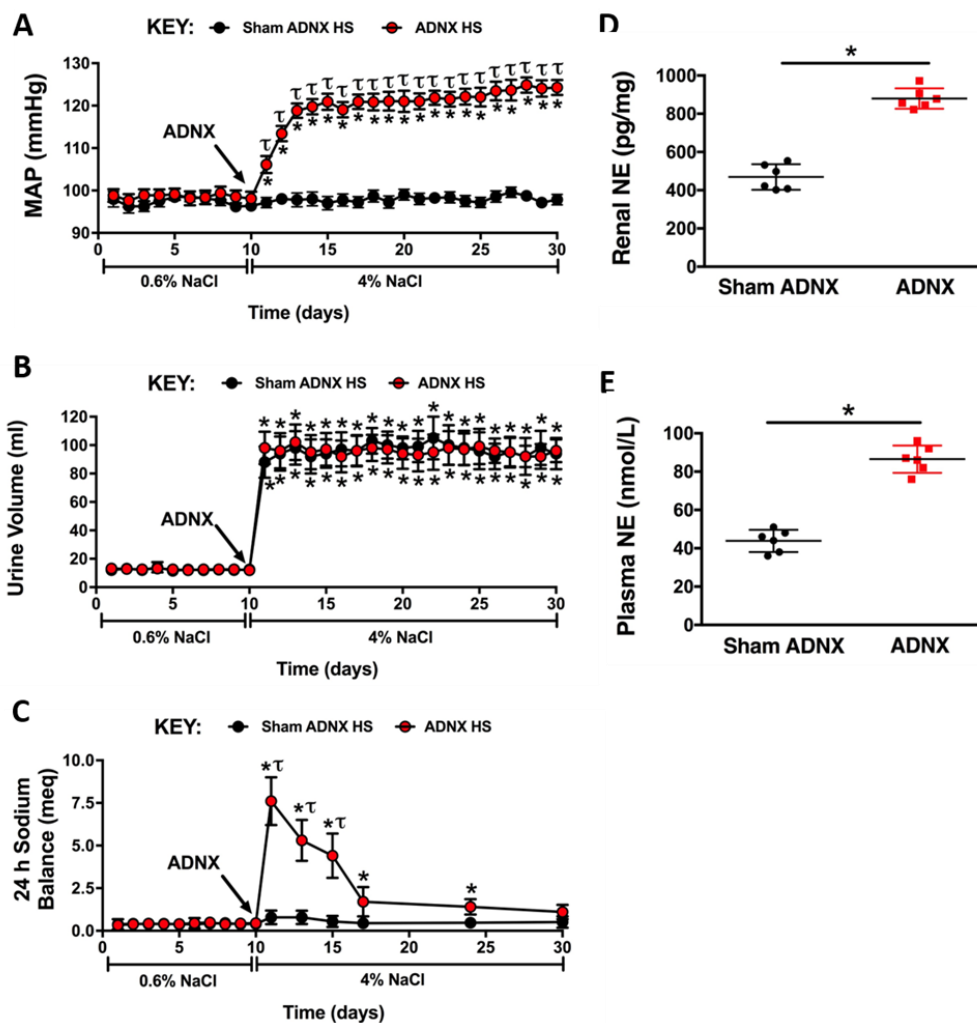 A
KEY: Sham ADNX HS ADNX HS
MAP (mmHg)
130
120
110
100
90
ADNX
τ τ τ τ τ τ τ τ τ τ τ τ τ τ τ τ τ τ τ τ
* * * * * * * * * * * * * * * * * * * *
0 5 10 15 20 25 30
0.6% NaCl 4% NaCl
Time (days)
B
KEY: Sham ADNX HS ADNX HS
Urine Volume (ml)
120
100
80
60
40
20
0
ADNX
* * * * * * * * * * * * * * * * * * * *
* * * * * * * * * * * * * * * * * * * *
0 5 10 15 20 25 30
0.6% NaCl 4% NaCl
Time (days)
C
KEY: Sham ADNX HS ADNX HS
24 h Sodium
Balance (meq)
10.0
7.5
5.0
2.5
0.0
ADNX
*τ
*τ
*τ
*
*
0 5 10 15 20 25 30
0.6% NaCl 4% NaCl
Time (days)
D
*
Renal NE (pg/mg)
1000
800
600
400
200
0
Sham ADNX ADNX
E
*
Plasma NE (nmol/L)
100
80
60
40
20
0
Sham ADNX ADNX